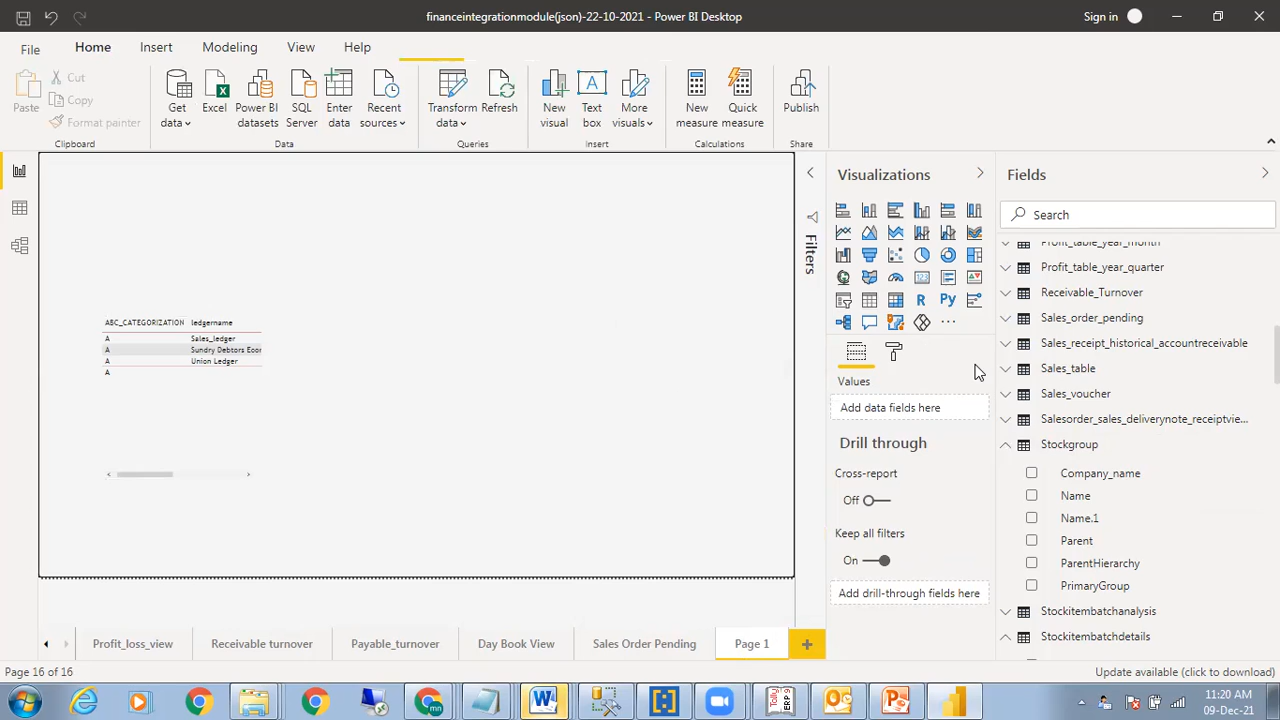 financeintegrationmodule(json)-22-10-2021 - Power BI Desktop
Sign in
File Home Insert Modeling View Help
Paste
Cut
Copy
Format painter
Clipboard
Get data
Excel
Power BI datasets
SQL Server
Enter data
Recent sources
Data
Transform data
Refresh
Queries
New visual
Text box
More visuals
Insert
New measure
Quick measure
Calculations
Publish
Share
ABC_CATEGORIZATION ledgername
A Sales_ledger
A Sundry Debtors Econ
A Union Ledger
A
Filters
Visualizations
R
Py
Values
Add data fields here
Drill through
Cross-report
Off
Keep all filters
On
Add drill-through fields here
Fields
Search
Profit_table_year_month
Profit_table_year_quarter
Receivable_Turnover
Sales_order_pending
Sales_receipt_historical_accountreceivable
Sales_table
Sales_voucher
Salesorder_sales_deliverynote_receiptvie...
Stockgroup
Company_name
Name
Name.1
Parent
ParentHierarchy
PrimaryGroup
Stockitembatchanalysis
Stockitembatchdetails
Profit_loss_view Receivable turnover Payable_turnover Day Book View Sales Order Pending Page 1
Page 16 of 16
Update available (click to download)
11:20 AM
09-Dec-21